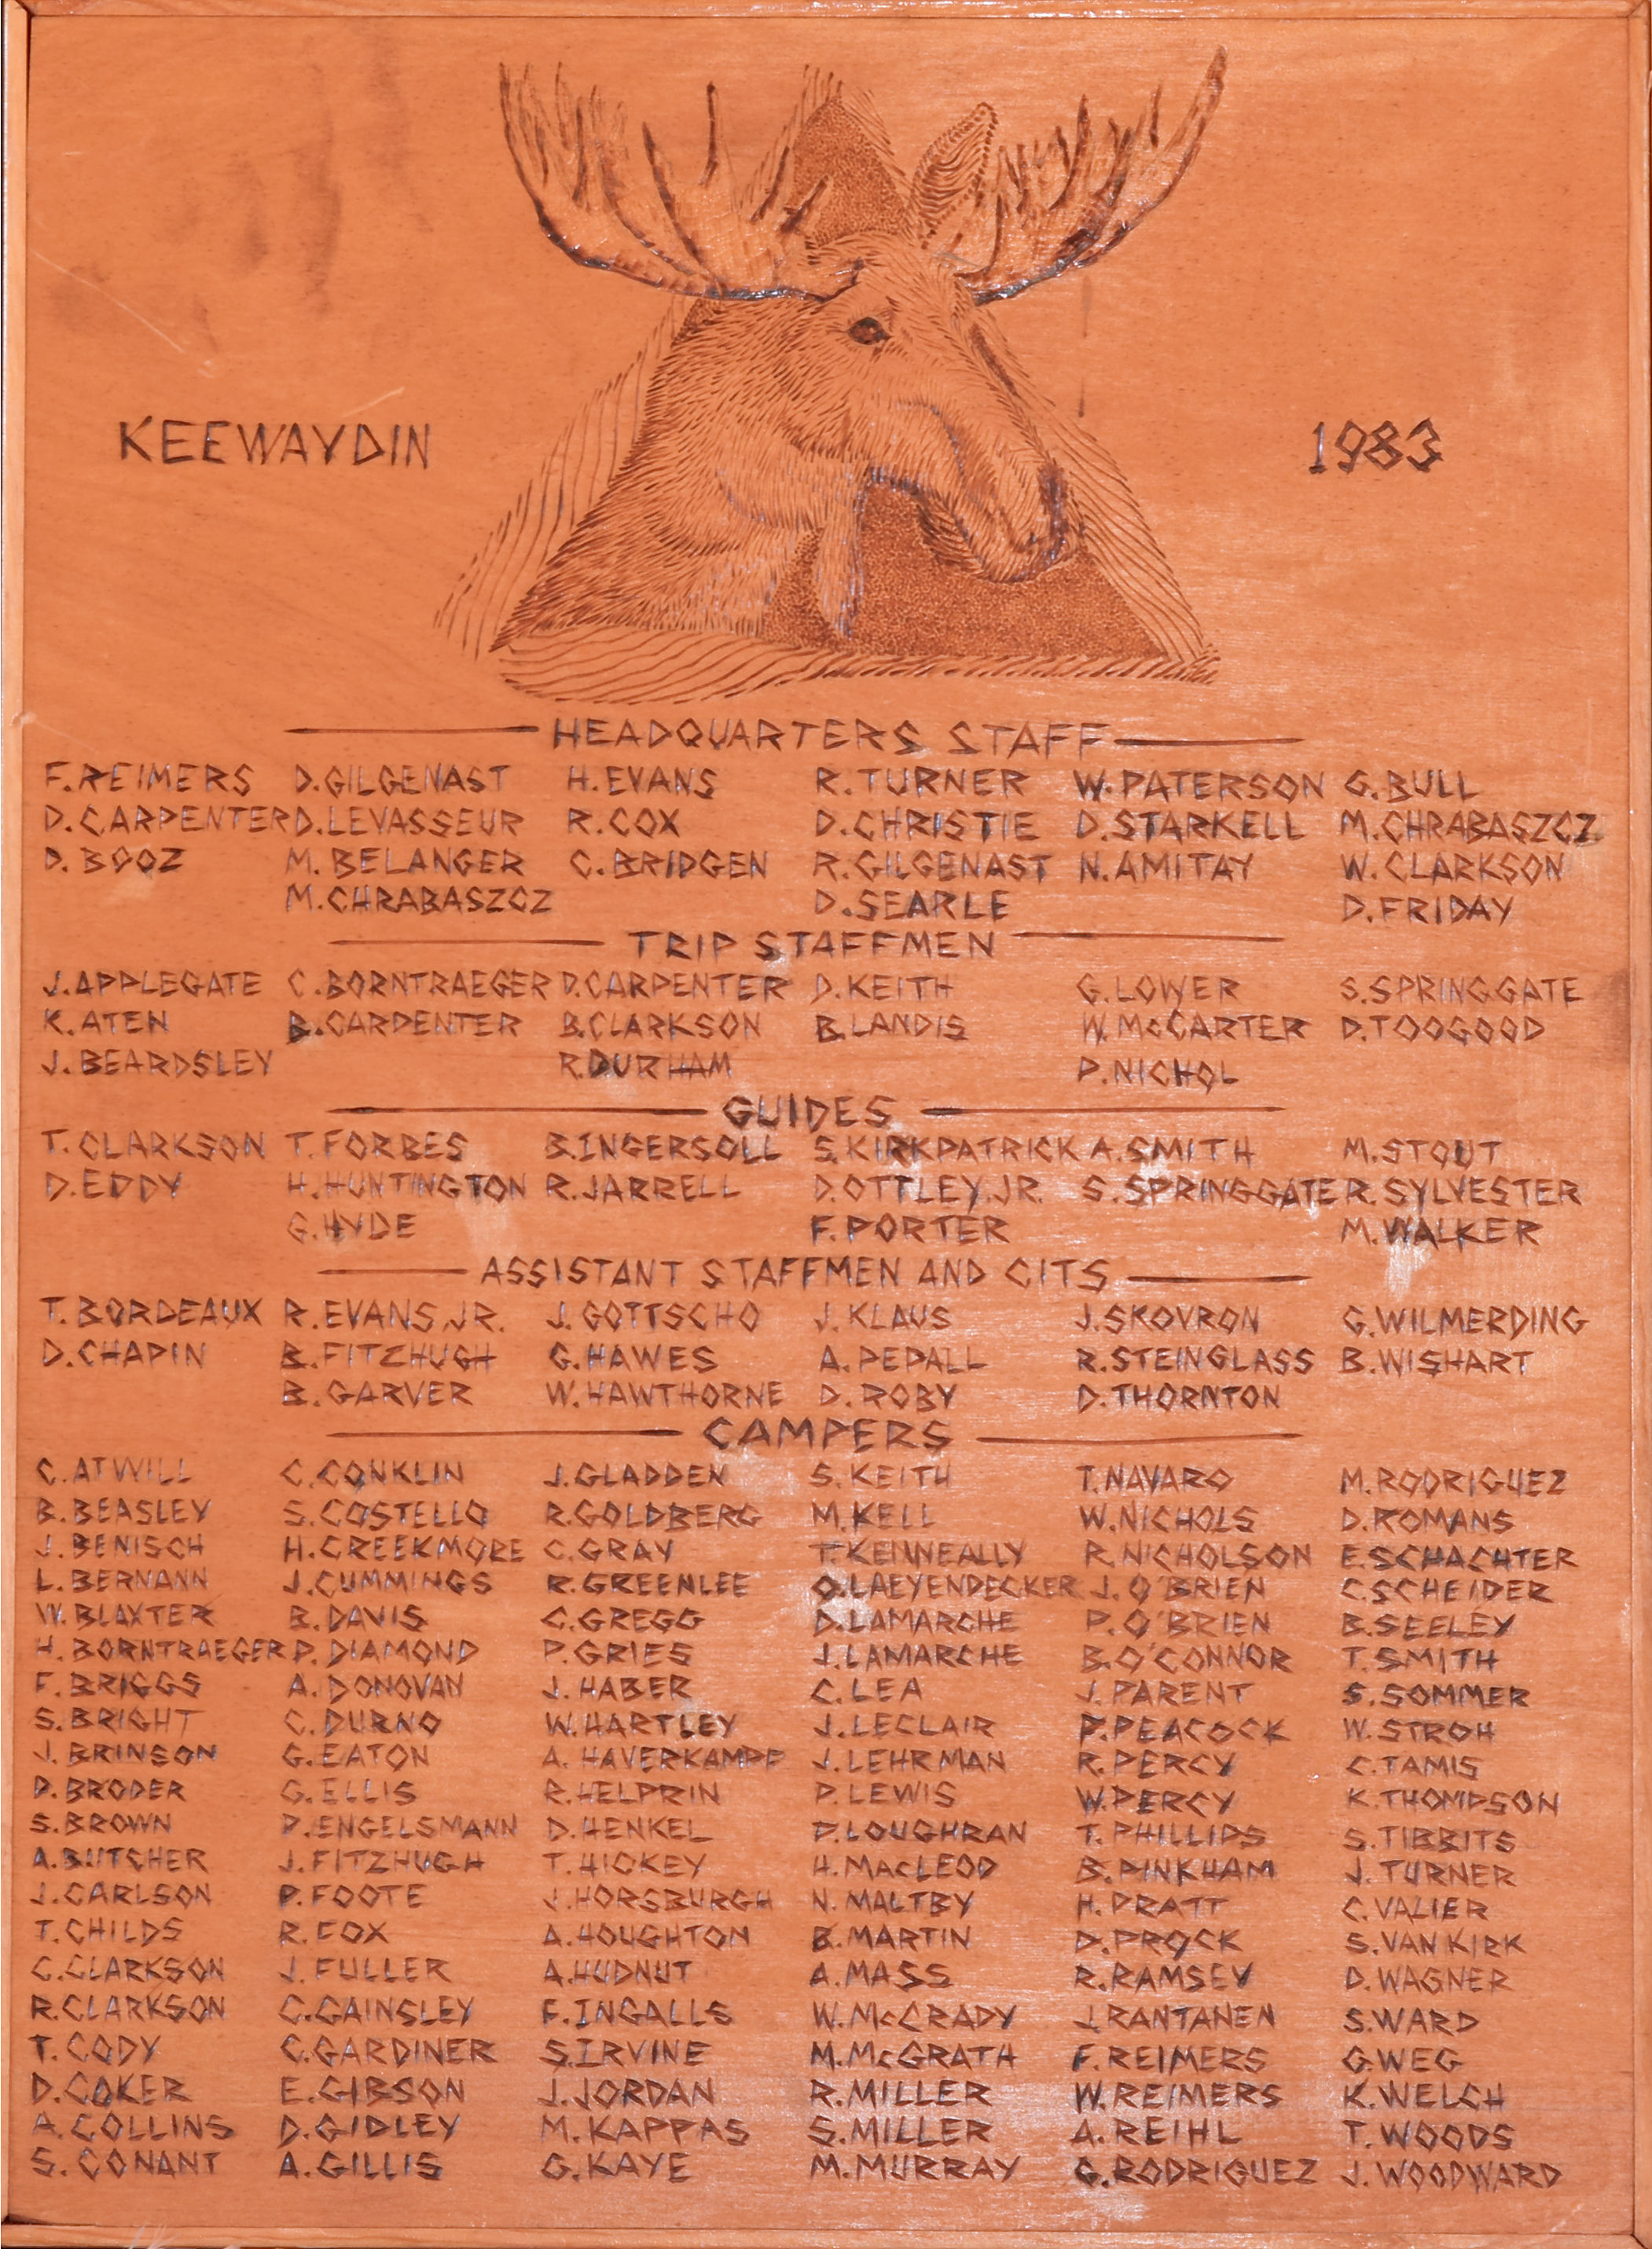 KEEWAYDIN 1983
HEADQUARTERS STAFF
F. REIMERS D. GILGENAST H. EVANS R. TURNER W. PATERSON G. BULL
D. CARPENTER D. LEVASSEUR R. COX D. CHRISTIE D. STARKELL M. CHRABASZCZ
D. BOOZ M. BELANGER C. BRIDGEN R. GILGENAST N. AMITAY W. CLARKSON
M. CHRABASZCZ D. SEARLE D. FRIDAY
TRIP STAFFMEN
J. APPLEGATE C. BORNTRAEGER D. CARPENTER D. KEITH G. LOWER S. SPRINGGATE
K. ATEN B. CARPENTER B. CLARKSON B. LANDIS W. McCARTER D. TOOGOOD
J. BEARDSLEY R. DURHAM P. NICHOL
GUIDES
T. CLARKSON T. FORBES B. INGERSOLL S. KIRKPATRICK A. SMITH M. STOUT
D. EDDY H. HUNTINGTON R. JARRELL D. OTTLEY, JR. S. SPRINGGATE R. SYLVESTER
G. HYDE F. PORTER M. WALKER
ASSISTANT STAFFMEN AND CITS
T. BORDEAUX R. EVANS, JR. J. GOTTSCHO J. KLAUS J. SKOVRON G. WILMERDING
D. CHAPIN B. FITZHUGH G. HAWES A. PEDALL R. STEINGLASS B. WISHART
B. GARVER W. HAWTHORNE D. ROBY D. THORNTON
CAMPERS
C. ATWILL C. CONKLIN J. GLADDEN S. KEITH T. NAVARO M. RODRIGUEZ
B. BEASLEY S. COSTELLO R. GOLDBERG M. KELL W. NICHOLS D. ROMANS
J. BENISCH H. CREEKMORE C. GRAY T. KENNEALLY R. NICHOLSON E. SCHACHTER
L. BERNANN J. CUMMINGS R. GREENLEE O. LAEYENDECKER J. O'BRIEN C. SCHEIDER
W. BLAXTER B. DAVIS C. GREGG D. LAMARCHE P. O'BRIEN B. SEELEY
H. BORNTRAEGER P. DIAMOND P. GRIES J. LAMARCHE B. O'CONNOR T. SMITH
F. BRIGGS A. DONOVAN J. HABER C. LEA J. PARENT S. SOMMER
S. BRIGHT C. DURNO W. HARTLEY J. LECLAIR P. PEACOCK W. STROH
J. BRINSON G. EATON A. HAVERKAMPF J. LEHRMAN R. PERCY C. TAMIS
D. BRODER G. ELLIS R. HELPRIN P. LEWIS W. PERCY K. THOMPSON
S. BROWN P. ENGELSMANN D. HENKEL P. LOUGHRAN T. PHILLIPS S. TIBBITS
A. BUTCHER J. FITZHUGH T. HICKEY H. MACLEOD B. PINKHAM J. TURNER
J. CARLSON P. FOOTE J. HORSBURGH N. MALTBY H. PRATT C. VALIER
T. CHILDS R. FOX A. HOUGHTON B. MARTIN D. PROCK S. VAN KIRK
C. CLARKSON J. FULLER A. HUDNUT A. MASS R. RAMSEY D. WAGNER
R. CLARKSON C. GAINSLEY F. INGALLS W. McCRADY J. RANTANEN S. WARD
T. CODY C. GARDINER S. IRVINE M. McGRATH F. REIMERS G. WEG
D. COKER E. GIBSON J. JORDAN R. MILLER W. REIMERS K. WELCH
A. COLLINS D. GIDLEY M. KAPPAS S. MILLER A. REIHL T. WOODS
S. CONANT A. GILLIS G. KAYE M. MURRAY G. RODRIGUEZ J. WOODWARD